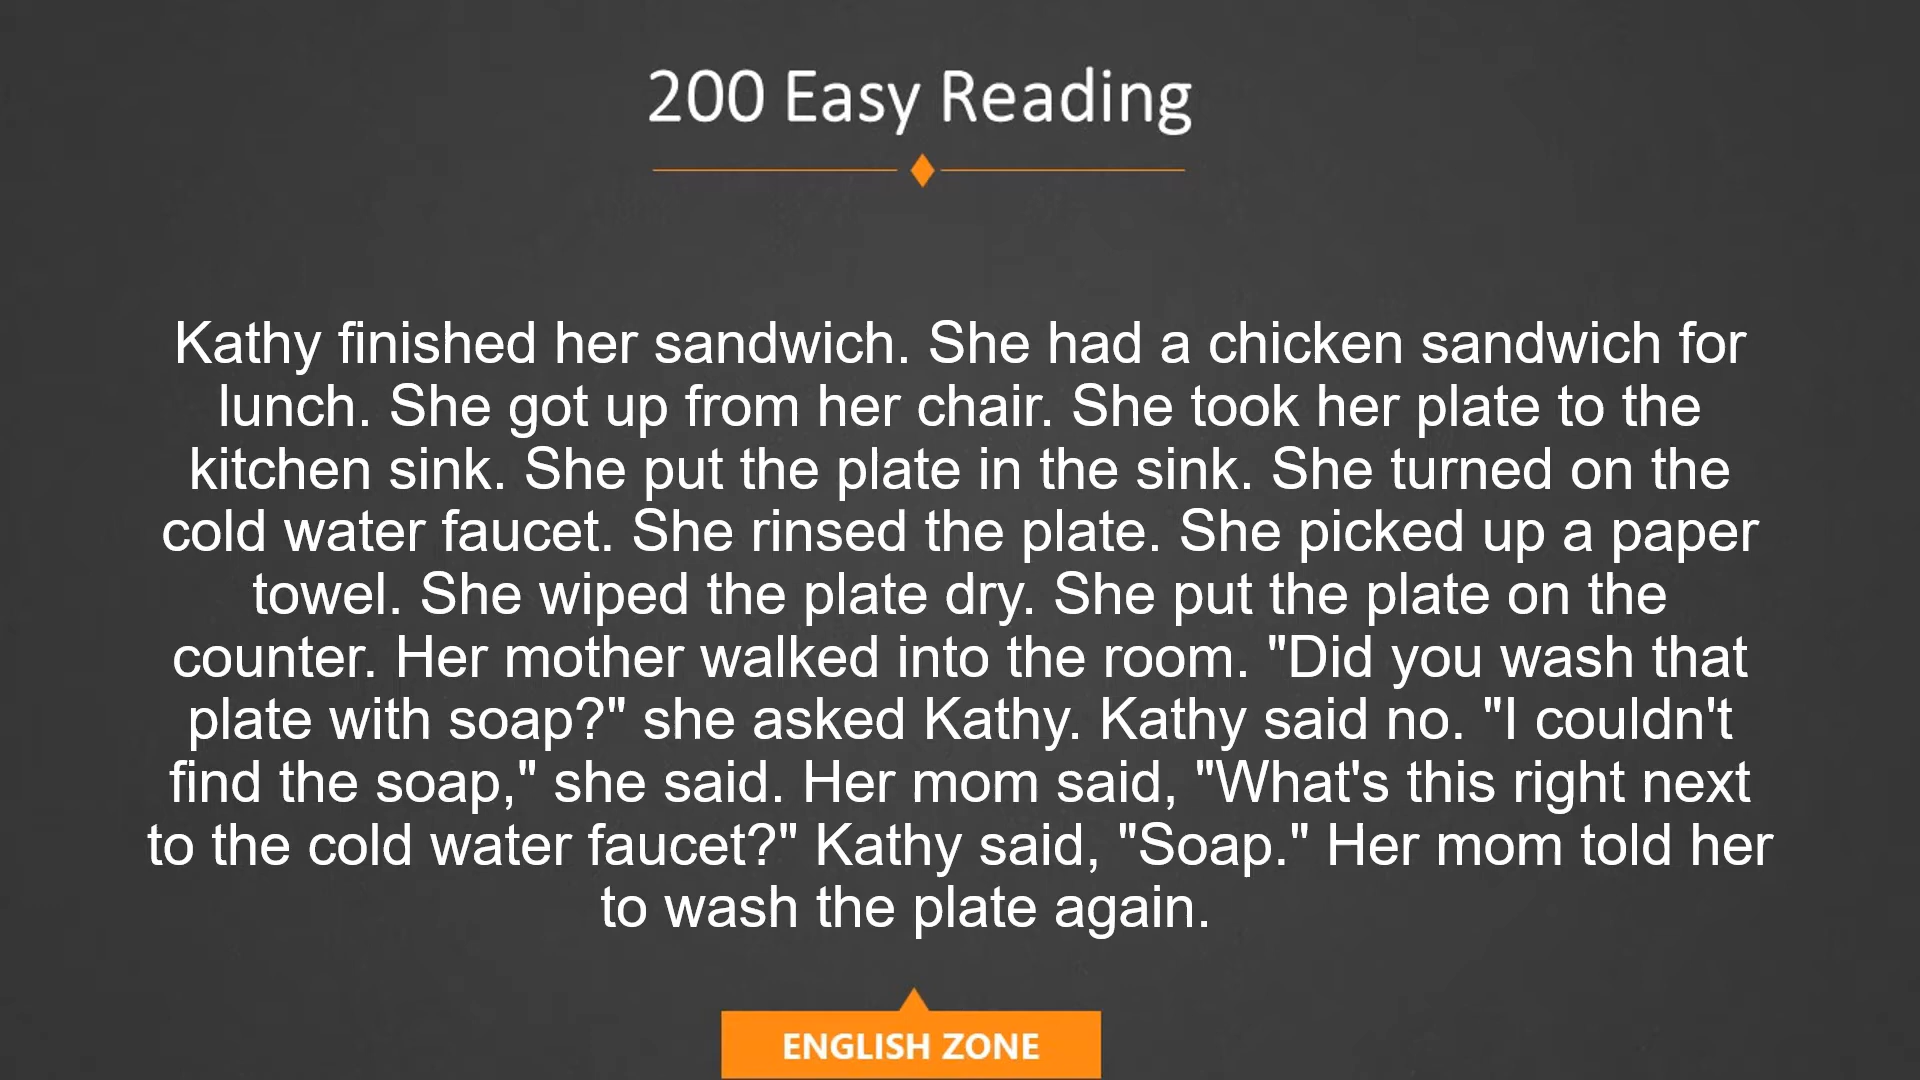 200 Easy Reading
Kathy finished her sandwich. She had a chicken sandwich for
lunch. She got up from her chair. She took her plate to the
kitchen sink. She put the plate in the sink. She turned on the
cold water faucet. She rinsed the plate. She picked up a paper
towel. She wiped the plate dry. She put the plate on the
counter. Her mother walked into the room. "Did you wash that
plate with soap?" she asked Kathy. Kathy said no. "I couldn't
find the soap," she said. Her mom said, "What's this right next
to the cold water faucet?" Kathy said, "Soap." Her mom told her
to wash the plate again.
ENGLISH ZONE